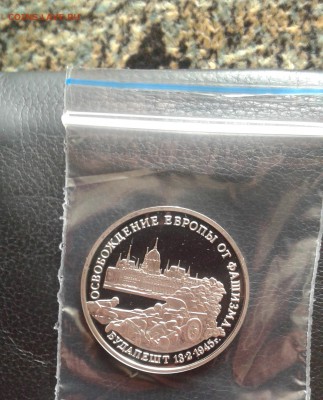 ОСВОБОЖДЕНИЕ ЕВРОПЫ ОТ ФАШИЗМА
БУДАПЕШТ 13·2·1945г.